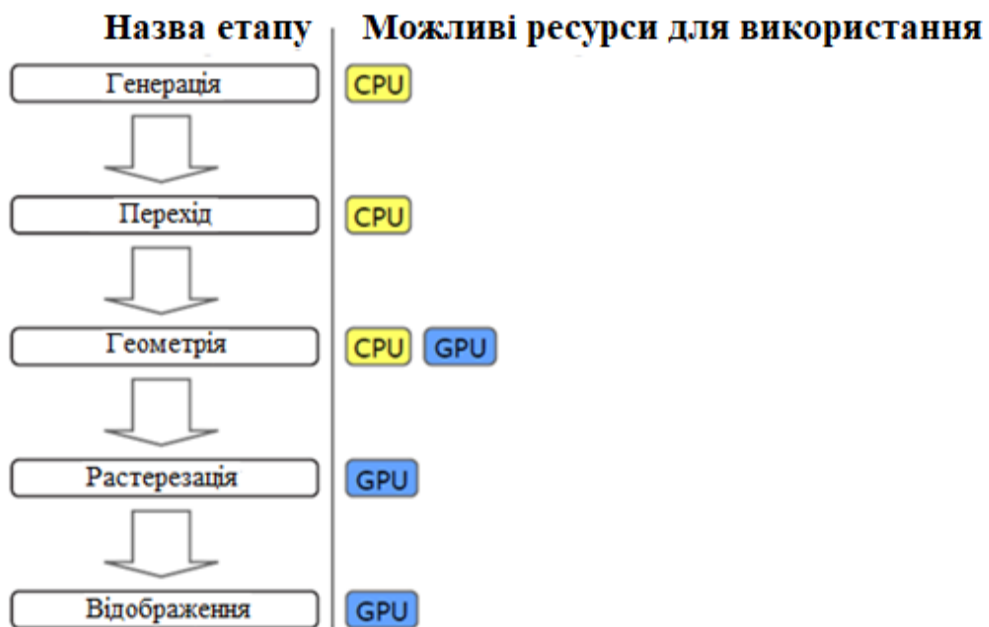 Назва етапу Можливі ресурси для використання
Генерація CPU
Перехід CPU
Геометрія CPU GPU
Растерезація GPU
Відображення GPU